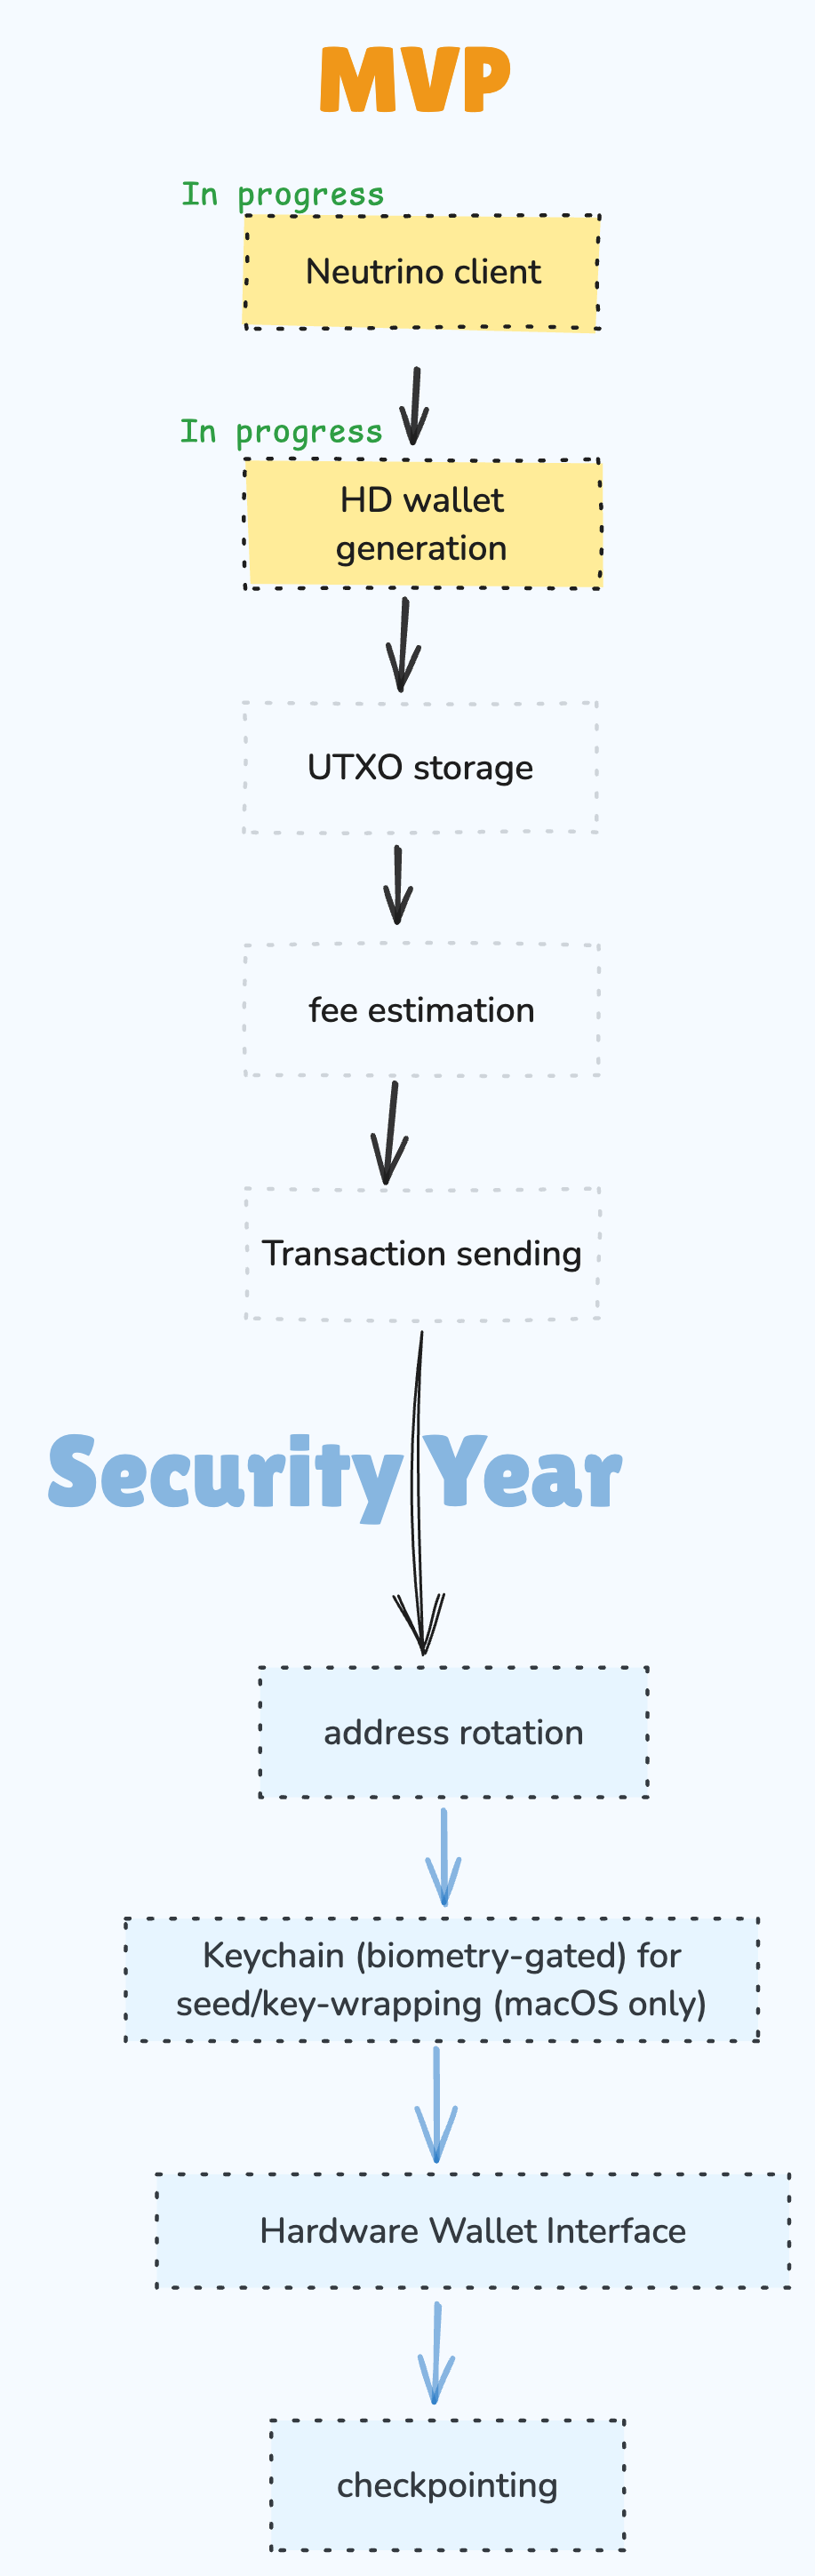 MVP
In progress
Neutrino client
In progress
HD wallet
generation
UTXO storage
fee estimation
Transaction sending
Security Year
address rotation
Keychain (biometry-gated) for
seed/key-wrapping (macOS only)
Hardware Wallet Interface
checkpointing